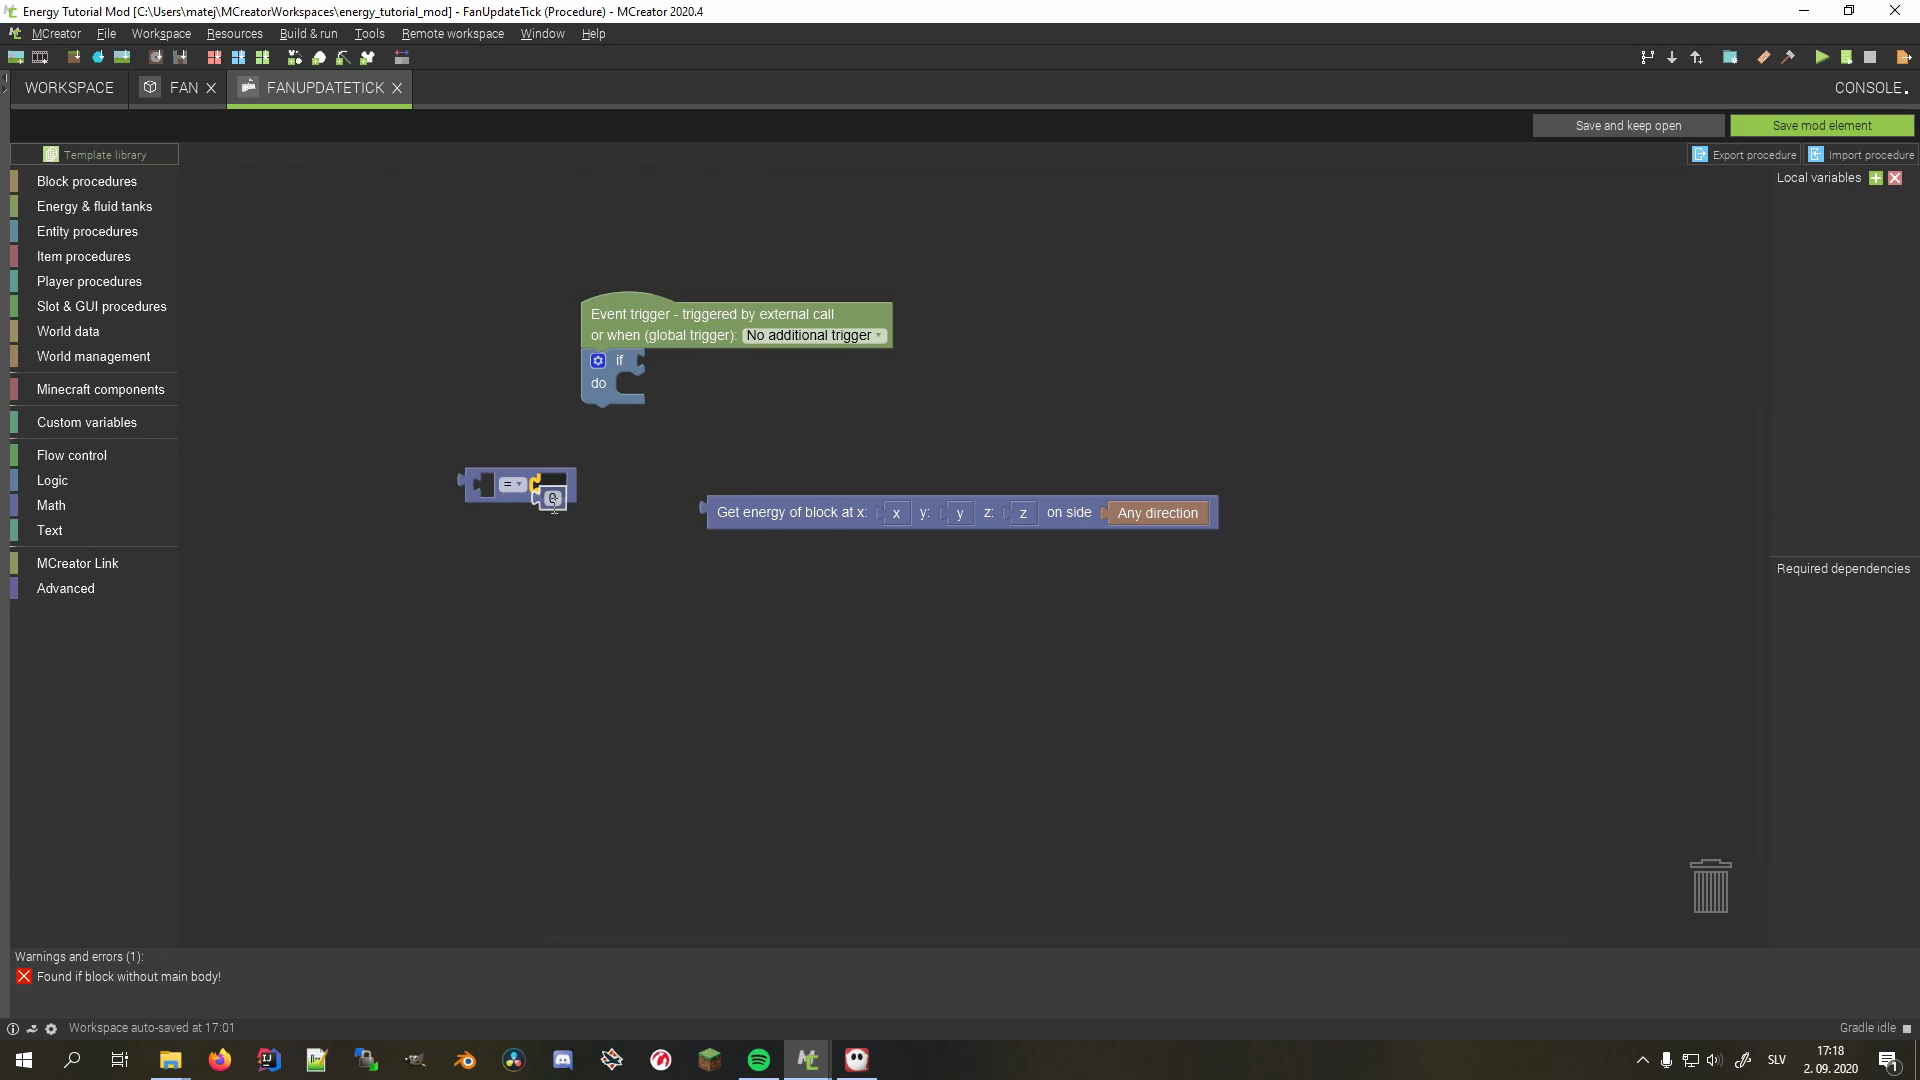 Energy Tutorial Mod [C:\Users\matej\MCreatorWorkspaces\energy_tutorial_mod] - FanUpdateTick (Procedure) - MCreator 2020.4
MCreator File Workspace Resources Build & run Tools Remote workspace Window Help
WORKSPACE FAN FANUPDATETICK CONSOLE
Save and keep open Save mod element
Template library Export procedure Import procedure
Block procedures
Local variables
Energy & fluid tanks
Entity procedures
Item procedures
Player procedures
Slot & GUI procedures
World data
World management
Minecraft components
Custom variables
Flow control
Logic
Math
Text
MCreator Link
Advanced
Event trigger - triggered by external call
or when (global trigger): No additional trigger
if
do
=
0
Get energy of block at x: x y: y z: z on side Any direction
Required dependencies
Warnings and errors (1):
Found if block without main body!
Workspace auto-saved at 17:01 Gradle idle
SLV
17:18
2. 09. 2020
1